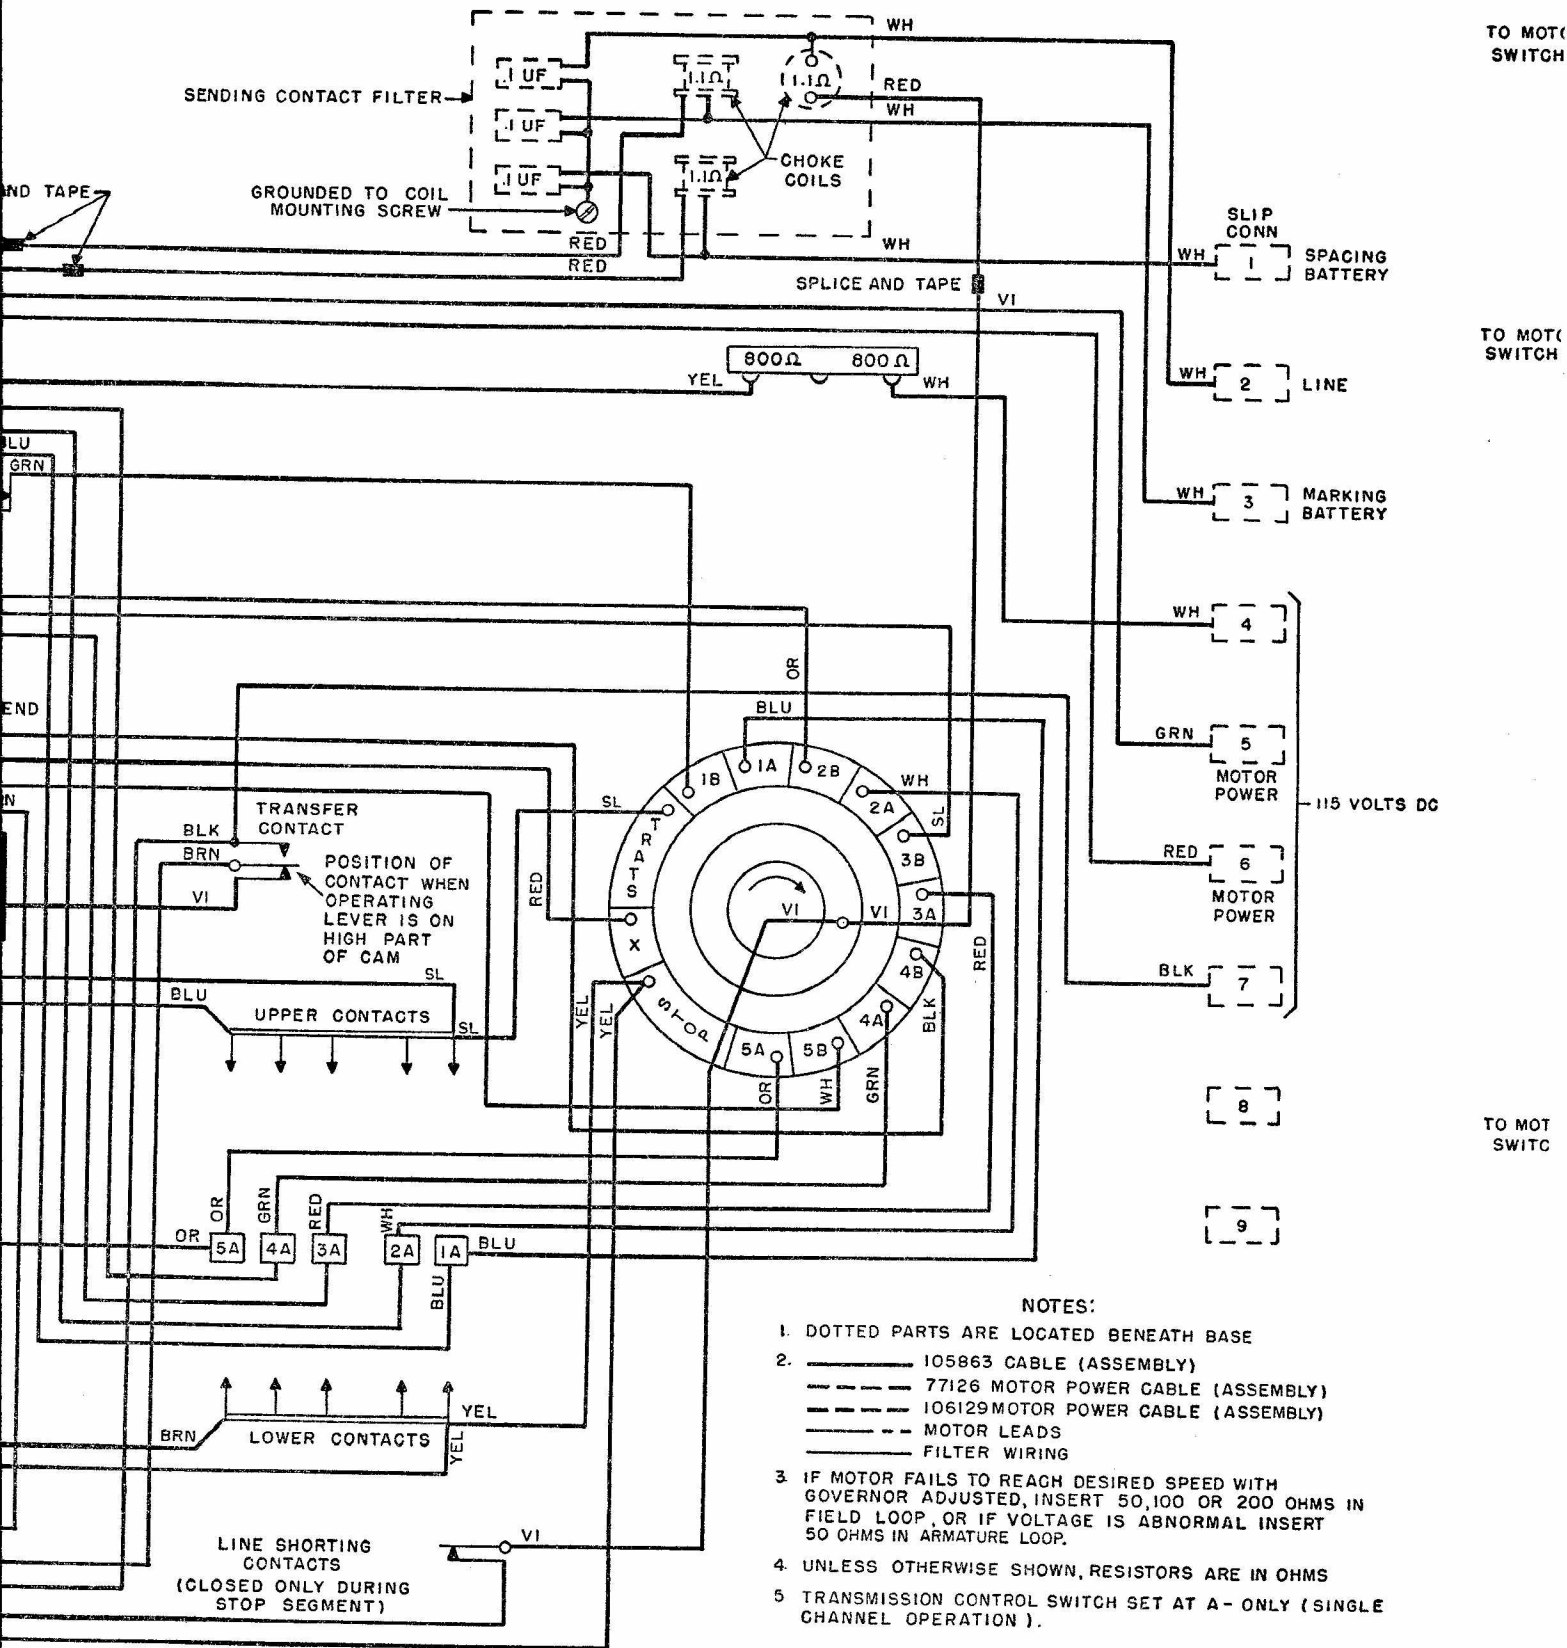 WH
TO MOT
SWITCH
.1 UF
1.1Ω
1.1Ω
RED
SENDING CONTACT FILTER
WH
.1 UF
CHOKE
COILS
.1 UF
1.1Ω
ND TAPE
GROUNDED TO COIL
MOUNTING SCREW
SLIP
CONN
RED
WH
WH
1
SPACING
BATTERY
RED
SPLICE AND TAPE
VI
TO MOT
SWITCH
800Ω 800Ω
YEL
WH
WH
2
LINE
LU
GRN
WH
3
MARKING
BATTERY
WH
4
OR
END
BLU
GRN
5
MOTOR
POWER
1B
1A
2B
WH
2A
SL
SL
115 VOLTS DC
N
TRANSFER
CONTACT
BLK
BRN
POSITION OF
CONTACT WHEN
OPERATING
LEVER IS ON
HIGH PART
OF CAM
VI
RED
START
3B
RED
6
MOTOR
POWER
VI
VI
3A
RED
X
4B
BLK
7
SL
BLU
UPPER CONTACTS
SL
YEL
YEL
STOP
4A
BLK
5A
5B
OR
WH
GRN
8
TO MOT
SWITC
OR
GRN
RED
WH
9
OR
5A
4A
3A
2A
1A
BLU
BLU
NOTES:
1. DOTTED PARTS ARE LOCATED BENEATH BASE
2. 105863 CABLE (ASSEMBLY)
77126 MOTOR POWER CABLE (ASSEMBLY)
106129 MOTOR POWER CABLE (ASSEMBLY)
MOTOR LEADS
FILTER WIRING
YEL
BRN
LOWER CONTACTS
YEL
3. IF MOTOR FAILS TO REACH DESIRED SPEED WITH
GOVERNOR ADJUSTED, INSERT 50,100 OR 200 OHMS IN
FIELD LOOP, OR IF VOLTAGE IS ABNORMAL INSERT
50 OHMS IN ARMATURE LOOP.
LINE SHORTING
CONTACTS
(CLOSED ONLY DURING
STOP SEGMENT)
VI
4. UNLESS OTHERWISE SHOWN, RESISTORS ARE IN OHMS
5 TRANSMISSION CONTROL SWITCH SET AT A- ONLY (SINGLE
CHANNEL OPERATION ).